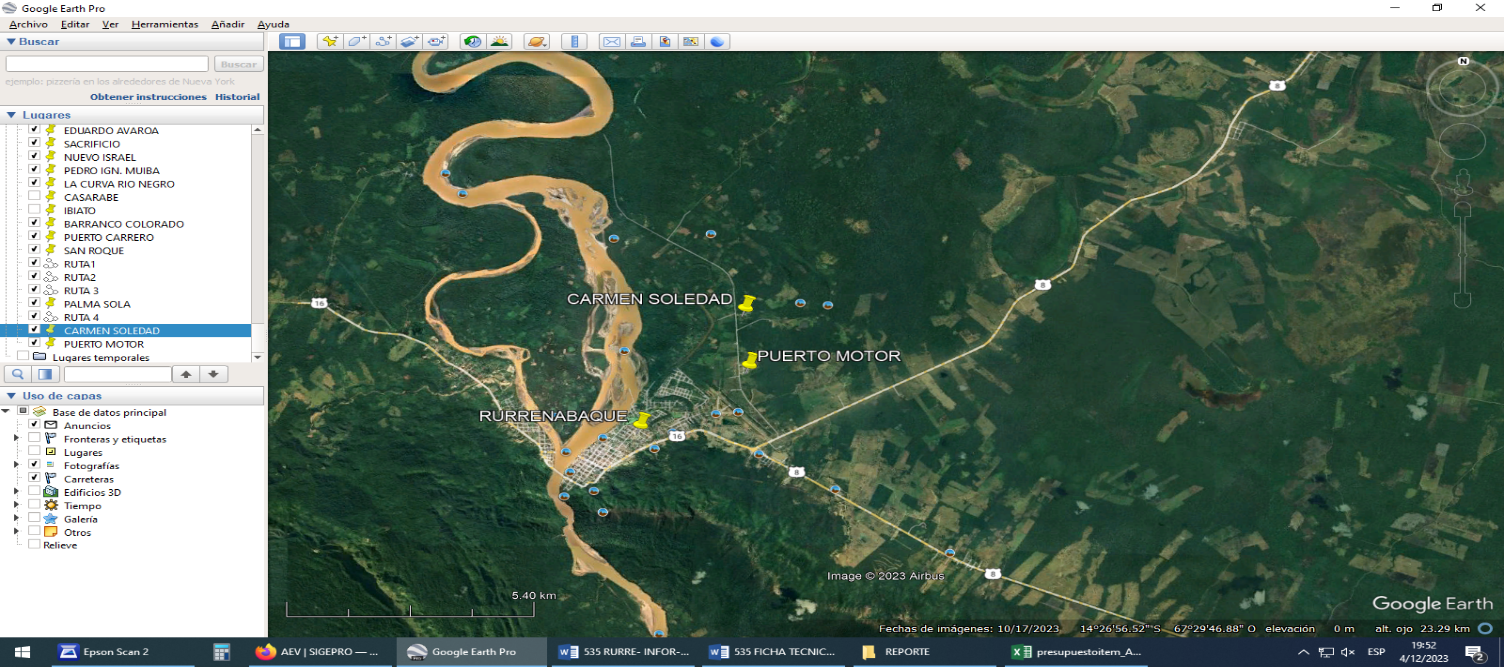 Google Earth Pro
Archivo Editar Ver Herramientas Añadir Ayuda
Buscar
Buscar
ejemplo: pizzería en los alrededores de Nueva York
Obtener instrucciones Historial
Lugares
EDUARDO AVAROA
SACRIFICIO
NUEVO ISRAEL
PEDRO IGN. MUIBA
LA CURVA RIO NEGRO
CASARABE
IBIATO
BARRANCO COLORADO
PUERTO CARRERO
SAN ROQUE
RUTA1
RUTA2
RUTA 3
PALMA SOLA
RUTA 4
CARMEN SOLEDAD
PUERTO MOTOR
Lugares temporales
Uso de capas
Base de datos principal
Anuncios
Fronteras y etiquetas
Lugares
Fotografías
Carreteras
Edificios 3D
Tiempo
Galería
Otros
Relieve
N
8
8
16
CARMEN SOLEDAD
PUERTO MOTOR
RURRENABAQUE
16
8
8
Image © 2023 Airbus
5.40 km
Google Earth
Fechas de imágenes: 10/17/2023 14°26'56.52" S 67°29'46.88" O elevación 0 m alt. ojo 23.29 km
Epson Scan 2
AEV | SIGEPRO — ...
Google Earth Pro
535 RURRE- INFOR-...
535 FICHA TECNIC...
REPORTE
presupuestoitem_A...
ESP
19:52
4/12/2023
2